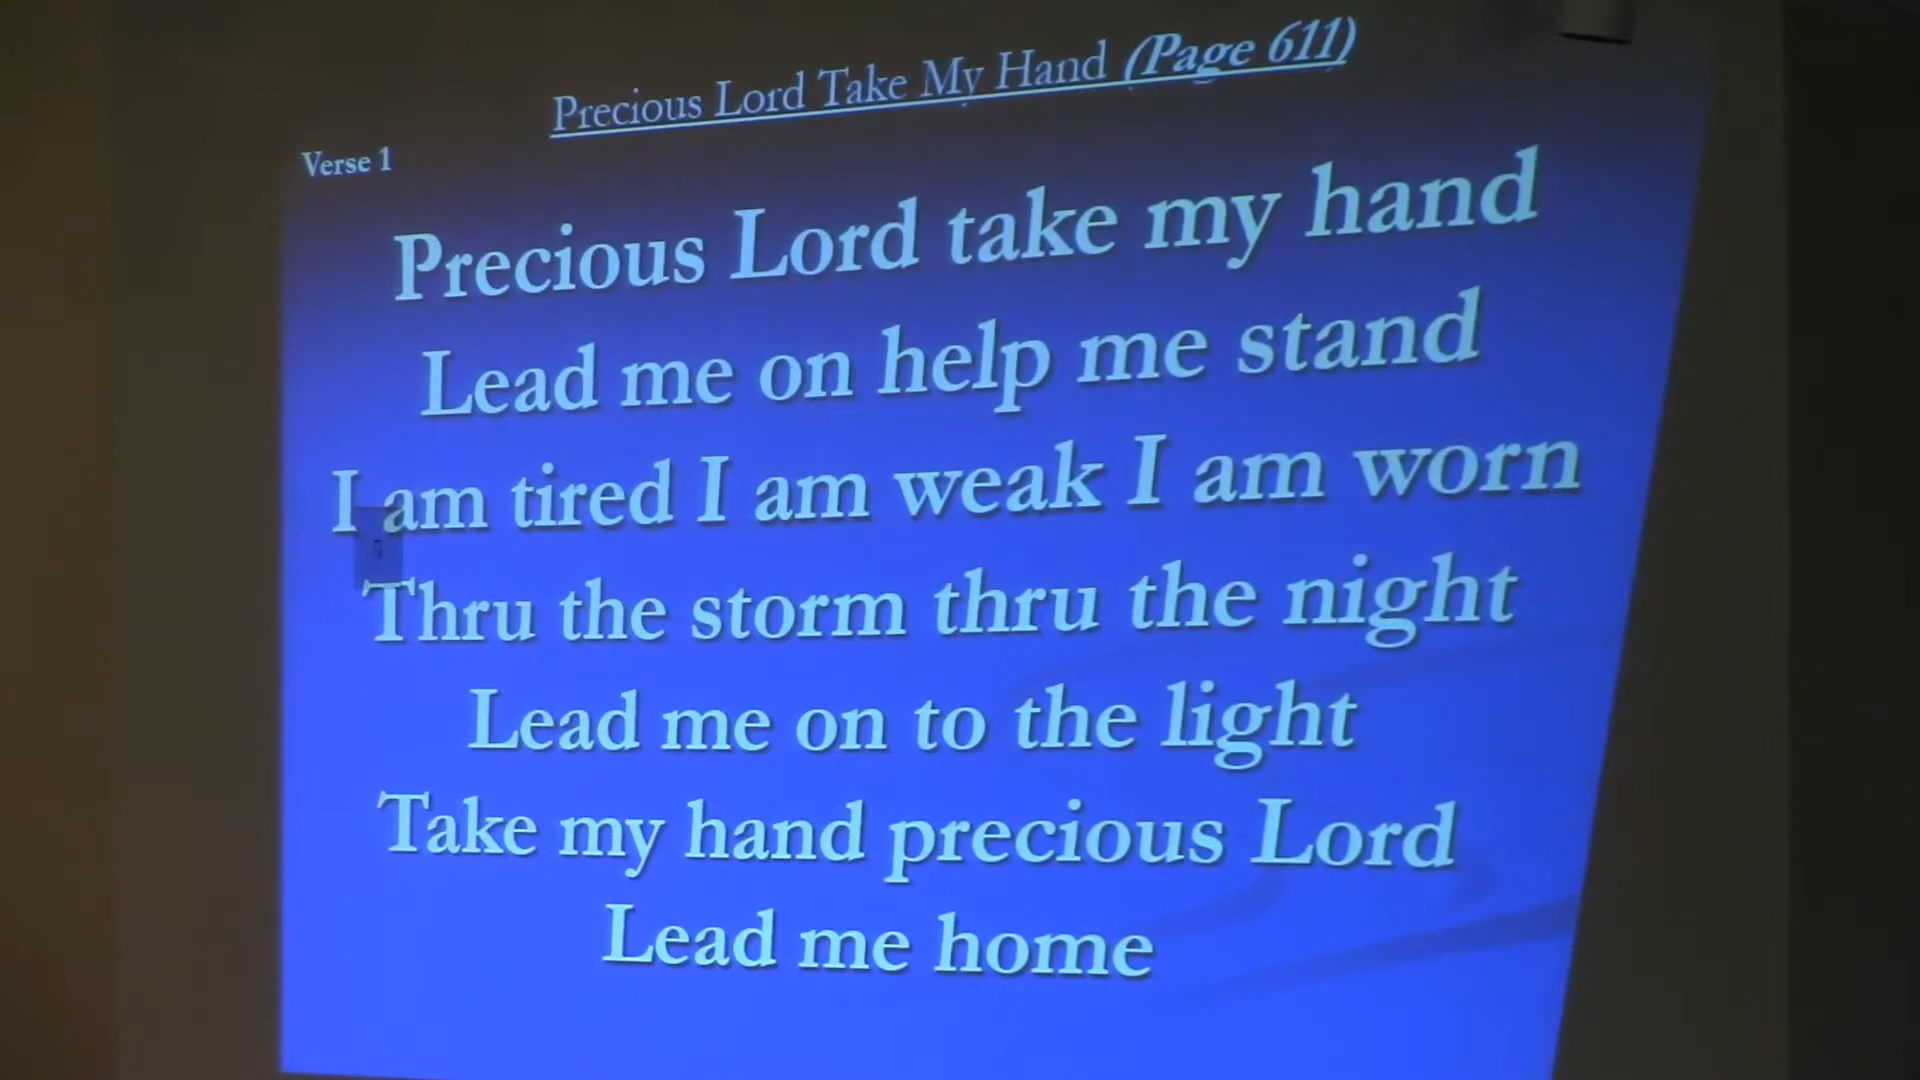 Precious Lord Take My Hand (Page 611)
Verse 1
Precious Lord take my hand
Lead me on help me stand
I am tired I am weak I am worn
Thru the storm thru the night
Lead me on to the light
Take my hand precious Lord
Lead me home